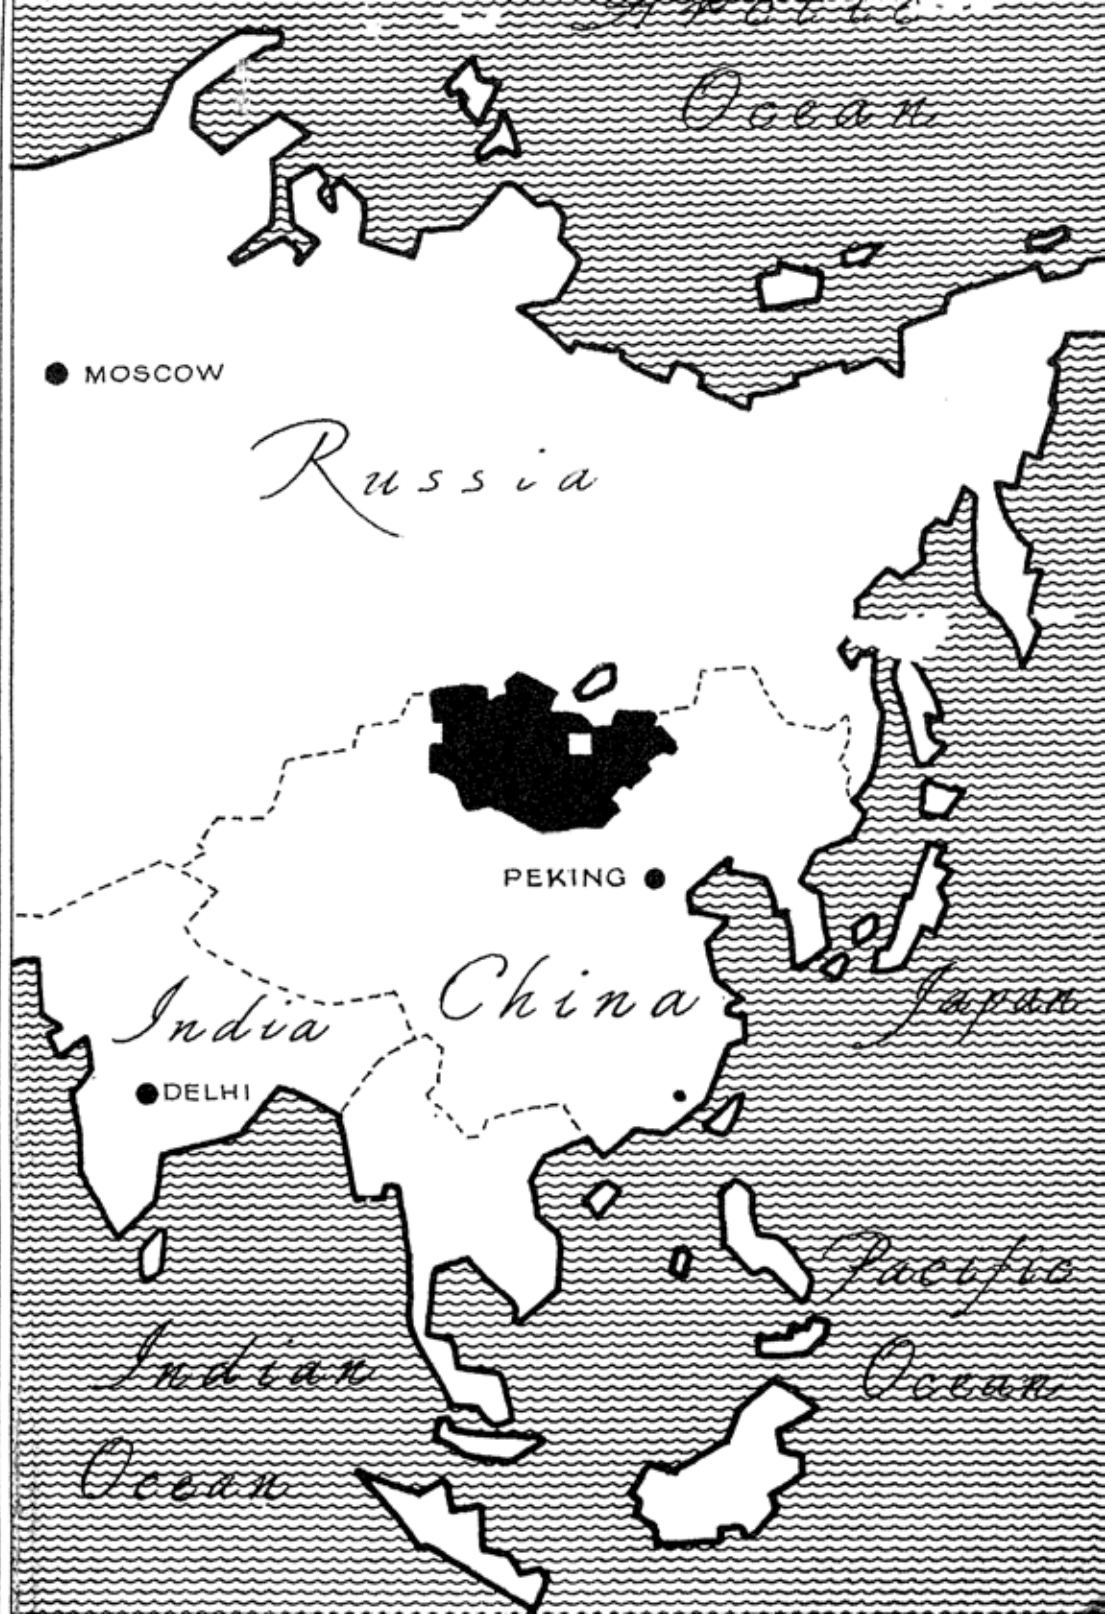 Ocean
MOSCOW
Russia
PEKING
China
Japan
India
DELHI
Pacific
Ocean
Indian
Ocean